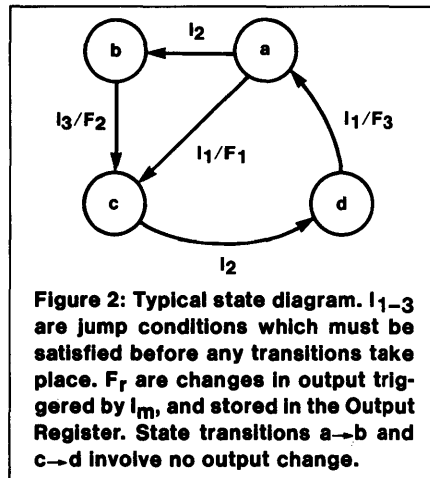 b
I2
a
I3/F2
I1/F1
I1/F3
c
d
I2
Figure 2: Typical state diagram. I1–3
are jump conditions which must be
satisfied before any transitions take
place. Fr are changes in output trig-
gered by Im, and stored in the Output
Register. State transitions a→b and
c→d involve no output change.